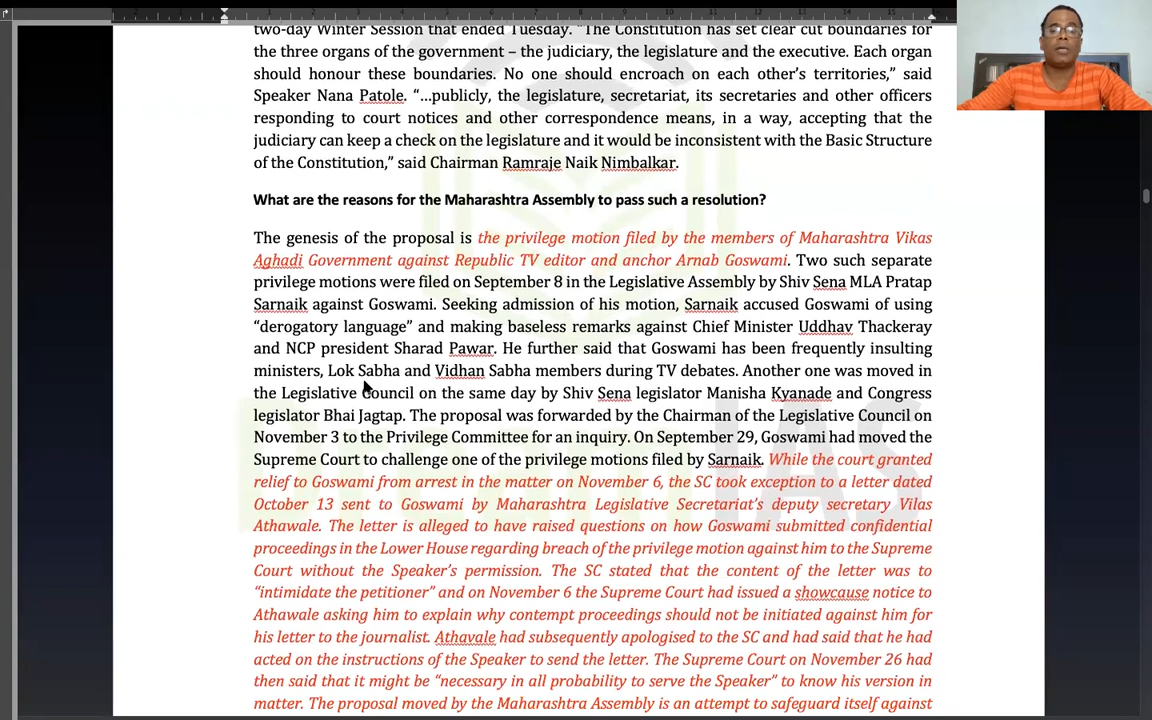 two-day Winter Session that ended Tuesday. "The Constitution has set clear cut boundaries for
the three organs of the government – the judiciary, the legislature and the executive. Each organ
should honour these boundaries. No one should encroach on each other's territories," said
Speaker Nana Patole. "…publicly, the legislature, secretariat, its secretaries and other officers
responding to court notices and other correspondence means, in a way, accepting that the
judiciary can keep a check on the legislature and it would be inconsistent with the Basic Structure
of the Constitution," said Chairman Ramraje Naik Nimbalkar.
What are the reasons for the Maharashtra Assembly to pass such a resolution?
The genesis of the proposal is the privilege motion filed by the members of Maharashtra Vikas
Aghadi Government against Republic TV editor and anchor Arnab Goswami. Two such separate
privilege motions were filed on September 8 in the Legislative Assembly by Shiv Sena MLA Pratap
Sarnaik against Goswami. Seeking admission of his motion, Sarnaik accused Goswami of using
"derogatory language" and making baseless remarks against Chief Minister Uddhav Thackeray
and NCP president Sharad Pawar. He further said that Goswami has been frequently insulting
ministers, Lok Sabha and Vidhan Sabha members during TV debates. Another one was moved in
the Legislative Council on the same day by Shiv Sena legislator Manisha Kyanade and Congress
legislator Bhai Jagtap. The proposal was forwarded by the Chairman of the Legislative Council on
November 3 to the Privilege Committee for an inquiry. On September 29, Goswami had moved the
Supreme Court to challenge one of the privilege motions filed by Sarnaik. While the court granted
relief to Goswami from arrest in the matter on November 6, the SC took exception to a letter dated
October 13 sent to Goswami by Maharashtra Legislative Secretariat's deputy secretary Vilas
Athawale. The letter is alleged to have raised questions on how Goswami submitted confidential
proceedings in the Lower House regarding breach of the privilege motion against him to the Supreme
Court without the Speaker's permission. The SC stated that the content of the letter was to
"intimidate the petitioner" and on November 6 the Supreme Court had issued a showcause notice to
Athawale asking him to explain why contempt proceedings should not be initiated against him for
his letter to the journalist. Athavale had subsequently apologised to the SC and had said that he had
acted on the instructions of the Speaker to send the letter. The Supreme Court on November 26 had
then said that it might be "necessary in all probability to serve the Speaker" to know his version in
matter. The proposal moved by the Maharashtra Assembly is an attempt to safeguard itself against